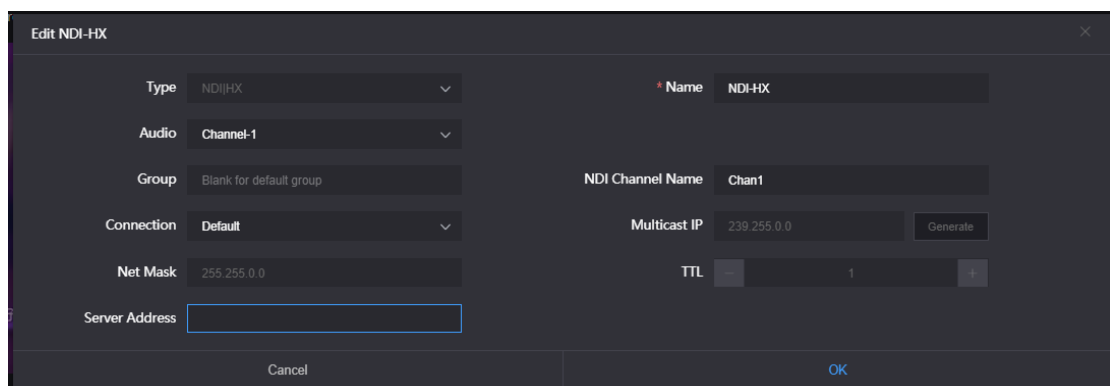 Edit NDI-HX
Type NDI|HX * Name NDI-HX
Audio Channel-1
Group Blank for default group NDI Channel Name Chan1
Connection Default Multicast IP 239.255.0.0 Generate
Net Mask 255.255.0.0 TTL − 1 +
Server Address
Cancel OK